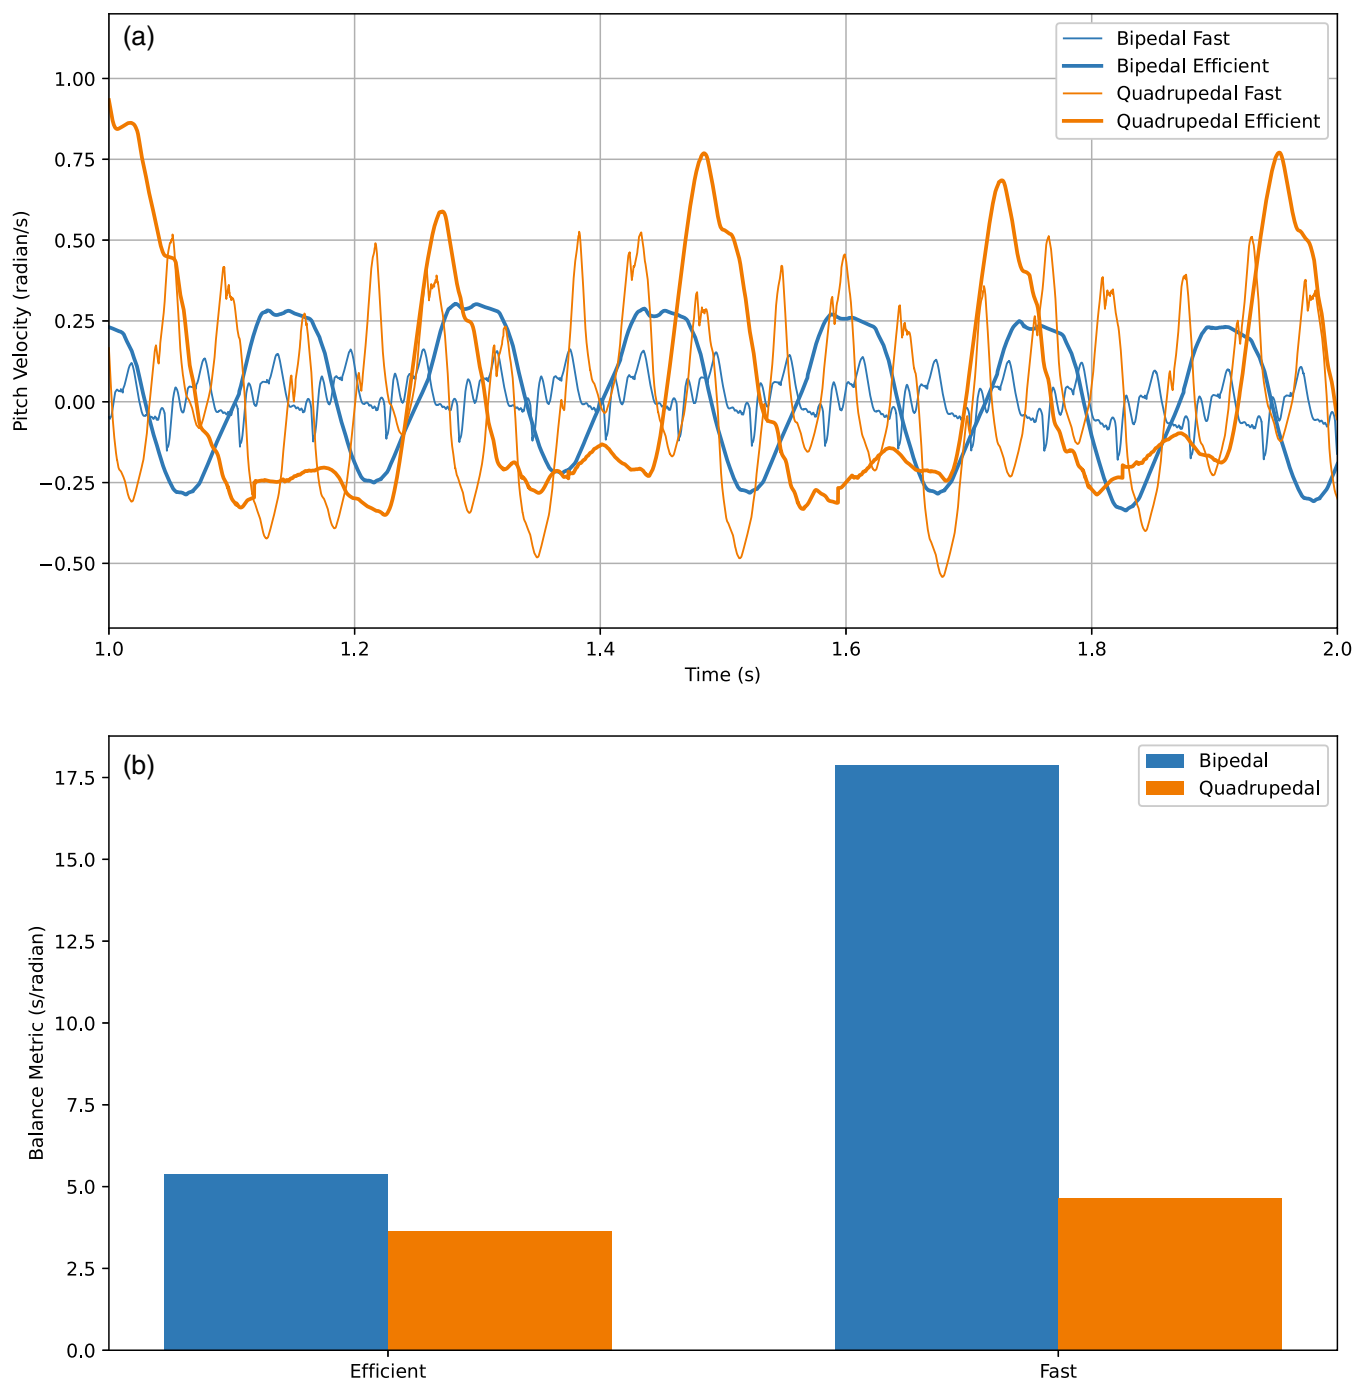 (a)
Bipedal Fast
Bipedal Efficient
Quadrupedal Fast
Quadrupedal Efficient
1.00
0.75
0.50
0.25
0.00
−0.25
−0.50
Pitch Velocity (radian/s)
1.0 1.2 1.4 1.6 1.8 2.0
Time (s)
(b)
Bipedal
Quadrupedal
17.5
15.0
12.5
10.0
7.5
5.0
2.5
0.0
Balance Metric (s/radian)
Efficient Fast